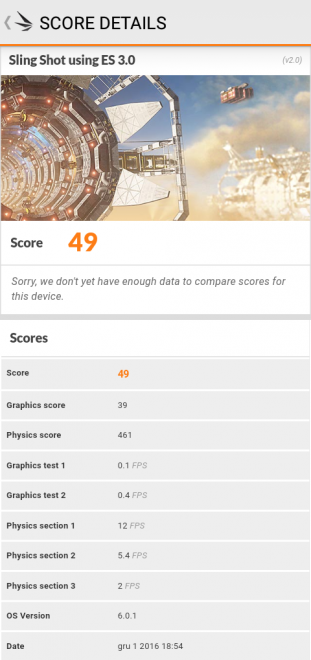 SCORE DETAILS
Sling Shot using ES 3.0 (v2.0)
Score 49
Sorry, we don't yet have enough data to compare scores for
this device.
Scores
Score 49
Graphics score 39
Physics score 461
Graphics test 1 0.1 FPS
Graphics test 2 0.4 FPS
Physics section 1 12 FPS
Physics section 2 5.4 FPS
Physics section 3 2 FPS
OS Version 6.0.1
Date gru 1 2016 18:54